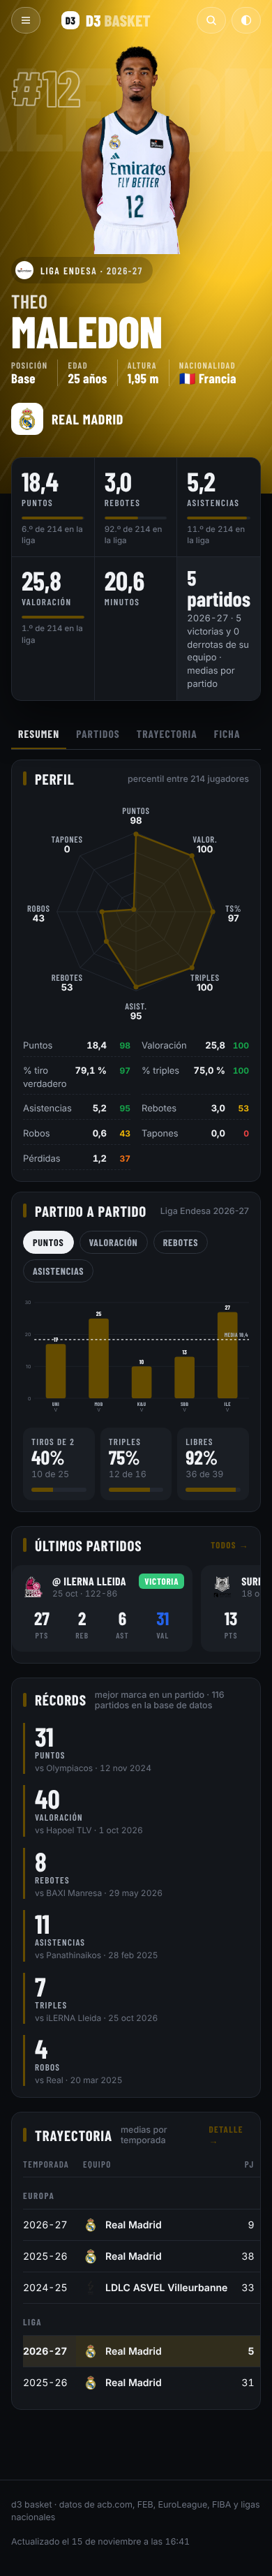 D3 D3 BASKET
#12
Emirates
FLY BETTER
12
LIGA ENDESA · 2026-27
THEO
MALEDON
POSICIÓN EDAD ALTURA NACIONALIDAD
Base 25 años 1,95 m Francia
REAL MADRID
18,4 3,0 5,2
PUNTOS REBOTES ASISTENCIAS
6.º de 214 en la liga
92.º de 214 en la liga
11.º de 214 en la liga
25,8 20,6 5 partidos
VALORACIÓN MINUTOS
1.º de 214 en la liga
2026-27 · 5 victorias y 0 derrotas de su equipo · medias por partido
RESUMEN PARTIDOS TRAYECTORIA FICHA
PERFIL percentil entre 214 jugadores
PUNTOS
98
TAPONES VALOR.
0 100
ROBOS TS%
43 97
REBOTES TRIPLES
53 100
ASIST.
95
Puntos 18,4 98 Valoración 25,8 100
% tiro verdadero 79,1 % 97 % triples 75,0 % 100
Asistencias 5,2 95 Rebotes 3,0 53
Robos 0,6 43 Tapones 0,0 0
Pérdidas 1,2 37
PARTIDO A PARTIDO Liga Endesa 2026-27
PUNTOS VALORACIÓN REBOTES
ASISTENCIAS
30
20
10
0
17 25 10 13 27
MEDIA 18,4
TIROS DE 2 TRIPLES LIBRES
40% 75% 92%
10 de 25 12 de 16 36 de 39
ÚLTIMOS PARTIDOS TODOS →
@ ILERNA LLEIDA VICTORIA
25 oct · 122-86
27 2 6 31 13
PTS REB AST VAL PTS
RÉCORDS mejor marca en un partido · 116 partidos en la base de datos
31
PUNTOS
vs Olympiacos · 12 nov 2024
40
VALORACIÓN
vs Hapoel TLV · 1 oct 2026
8
REBOTES
vs BAXI Manresa · 29 may 2026
11
ASISTENCIAS
vs Panathinaikos · 28 feb 2025
7
TRIPLES
vs iLERNA Lleida · 25 oct 2026
4
ROBOS
vs Real · 20 mar 2025
TRAYECTORIA medias por temporada DETALLE →
TEMPORADA EQUIPO PJ
EUROPA
2026-27 Real Madrid 9
2025-26 Real Madrid 38
2024-25 LDLC ASVEL Villeurbanne 33
LIGA
2026-27 Real Madrid 5
2025-26 Real Madrid 31
d3 basket · datos de acb.com, FEB, EuroLeague, FIBA y ligas nacionales
Actualizado el 15 de noviembre a las 16:41